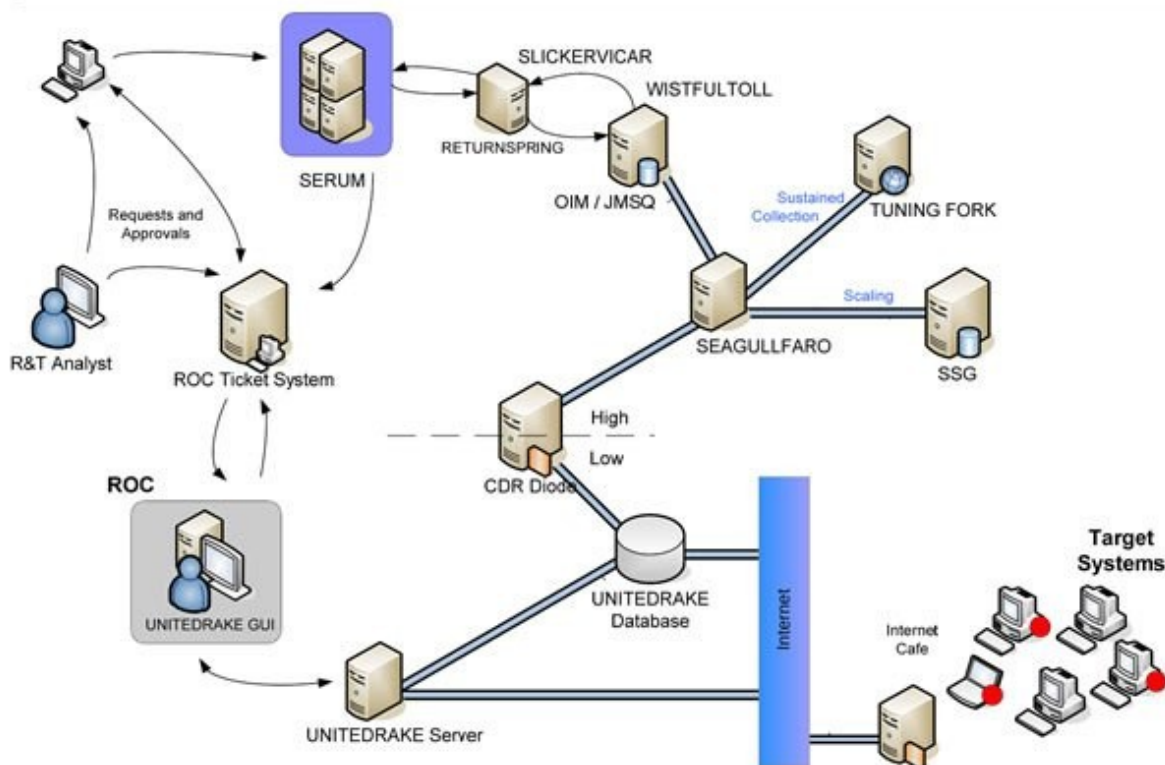 SLICKERVICAR
WISTFULTOLL
RETURNSPRING
SERUM
OIM / JMSQ
Sustained
Collection
TUNING FORK
Requests and
Approvals
Scaling
R&T Analyst
ROC Ticket System
SEAGULLFARO
SSG
High
Low
CDR Diode
ROC
UNITEDRAKE GUI
UNITEDRAKE
Database
Internet
Target
Systems
Internet
Cafe
UNITEDRAKE Server